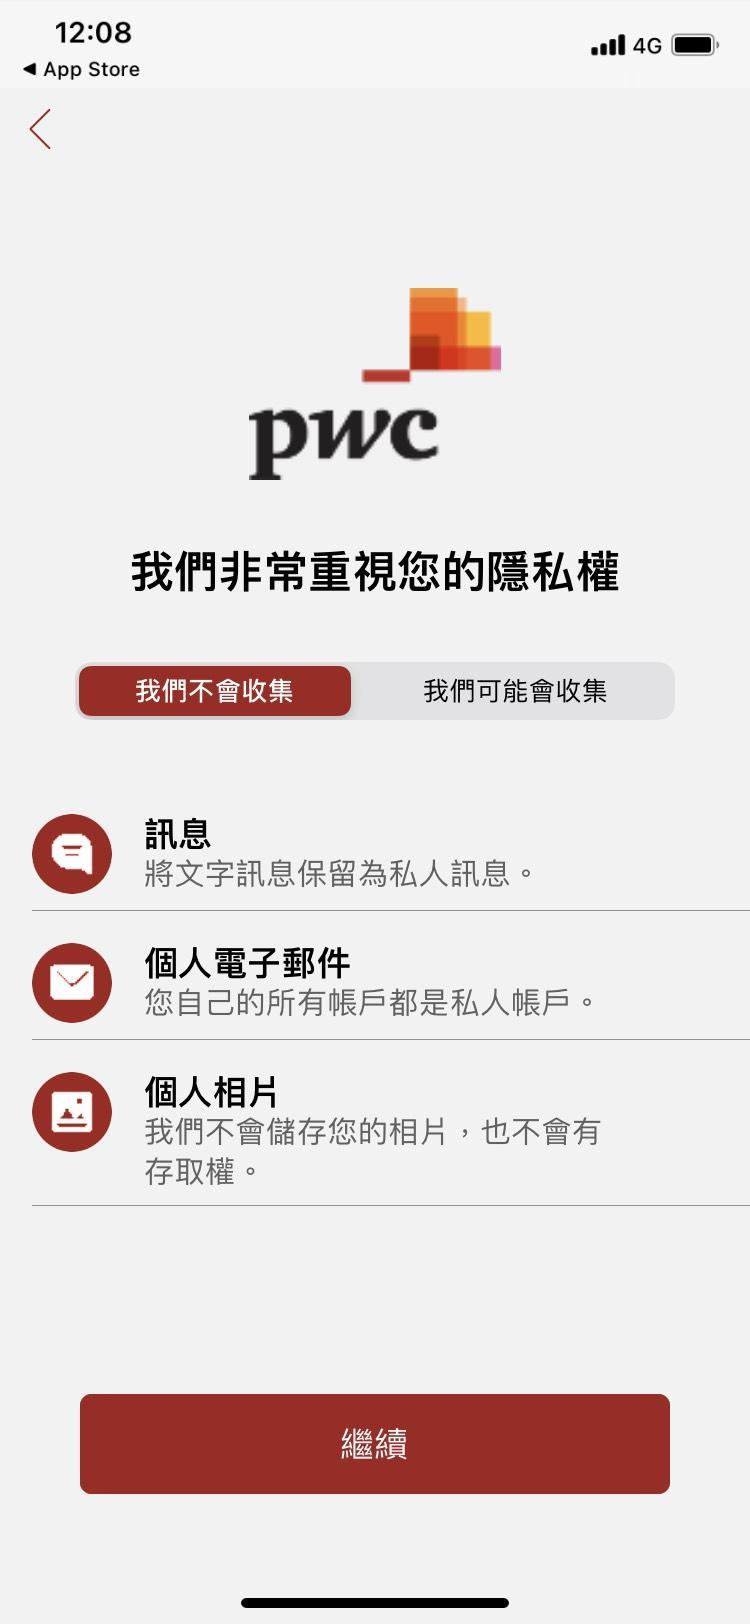 12:08
4G
◀ App Store
pwc
我們非常重視您的隱私權
我們不會收集
我們可能會收集
訊息
將文字訊息保留為私人訊息。
個人電子郵件
您自己的所有帳戶都是私人帳戶。
個人相片
我們不會儲存您的相片，也不會有
存取權。
繼續